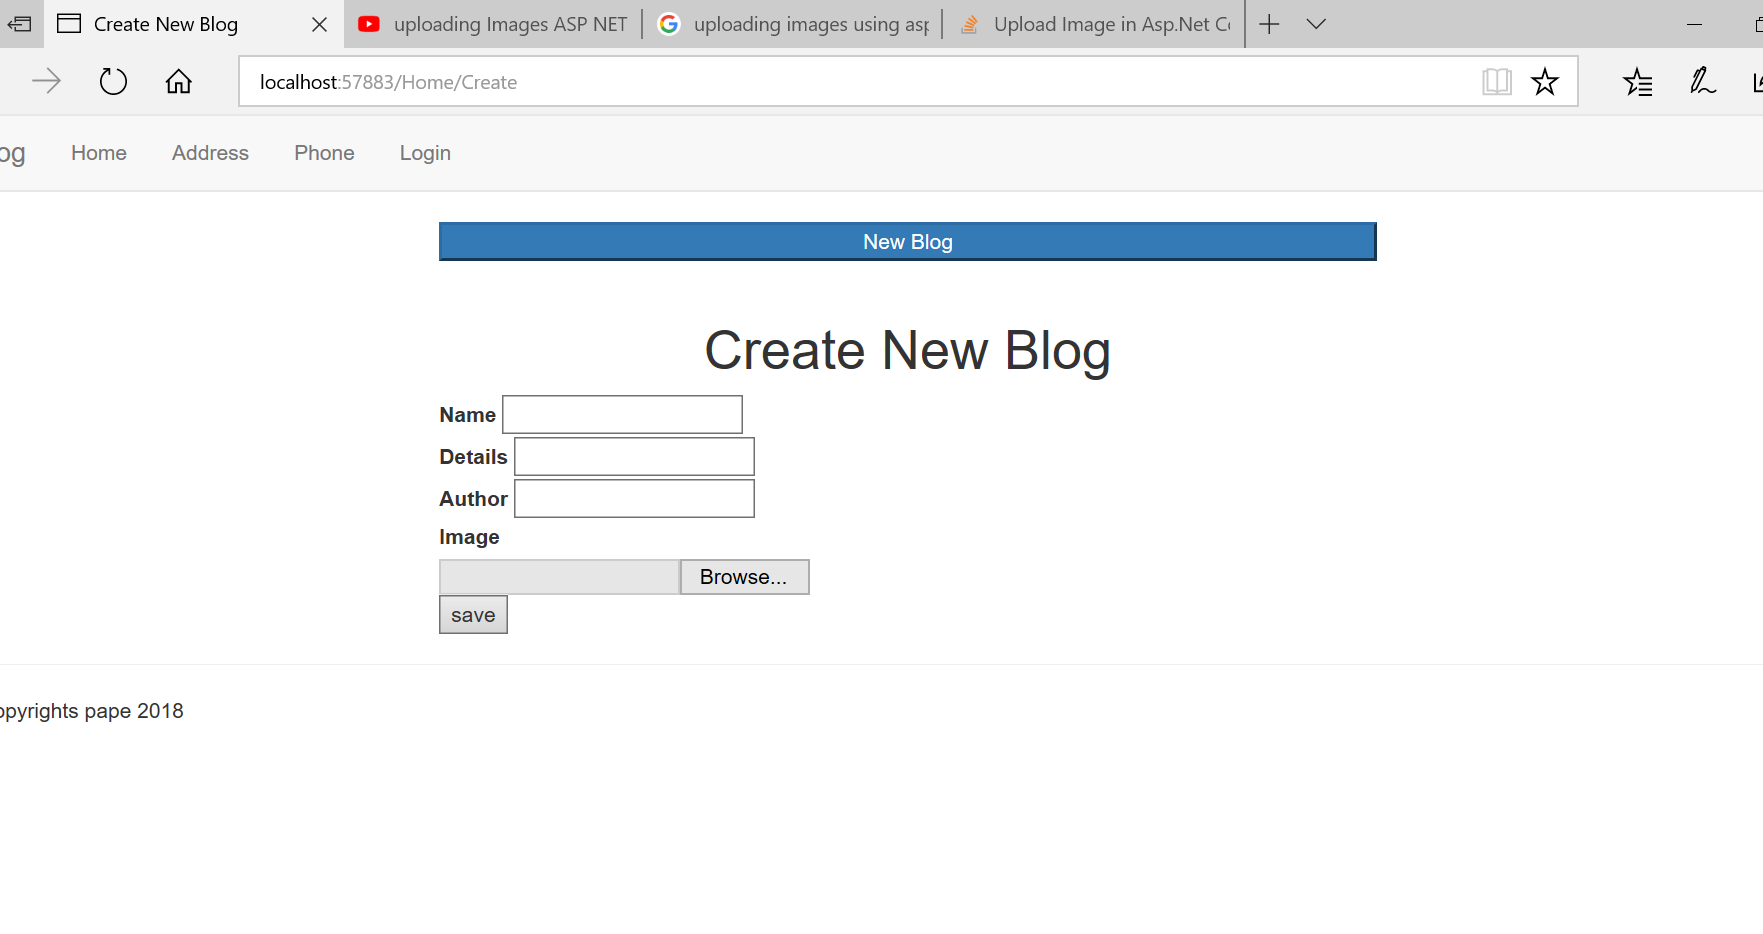 Create New Blog
uploading Images ASP NET
uploading images using asp
Upload Image in Asp.Net Co
localhost:57883/Home/Create
og
Home
Address
Phone
Login
New Blog
Create New Blog
Name
Details
Author
Image
Browse...
save
opyrights pape 2018